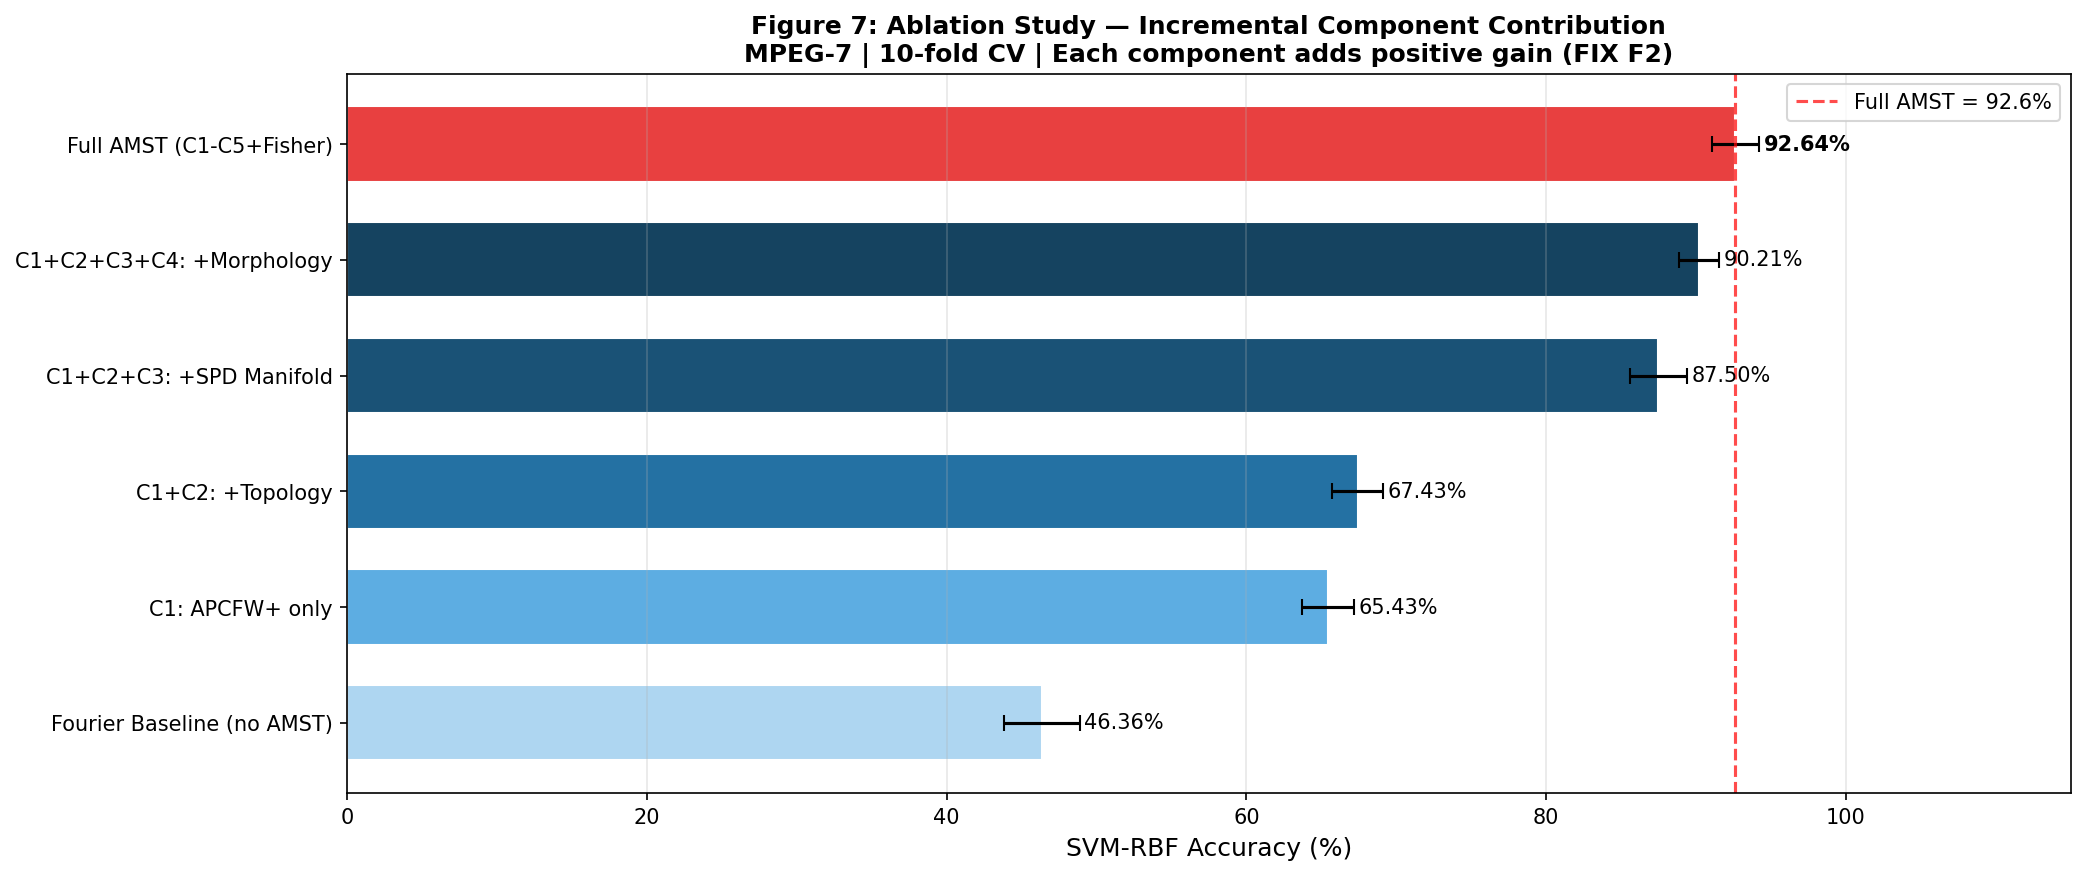 Figure 7: Ablation Study — Incremental Component Contribution
MPEG-7 | 10-fold CV | Each component adds positive gain (FIX F2)
Full AMST = 92.6%
Full AMST (C1-C5+Fisher)
92.64%
C1+C2+C3+C4: +Morphology
90.21%
C1+C2+C3: +SPD Manifold
87.50%
C1+C2: +Topology
67.43%
C1: APCFW+ only
65.43%
Fourier Baseline (no AMST)
46.36%
0 20 40 60 80 100
SVM-RBF Accuracy (%)